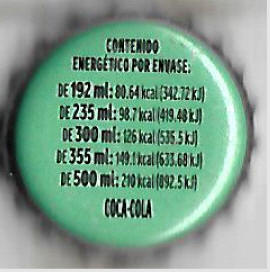 CONTENIDO
ENERGÉTICO POR ENVASE:
DE 192 ml: 80.64 kcal (342.72 kJ)
DE 235 ml: 98.7 kcal (419.48 kJ)
DE 300 ml: 126 kcal (535.5 kJ)
DE 355 ml: 149.1 kcal (633.68 kJ)
DE 500 ml: 210 kcal (892.5 kJ)
COCA-COLA